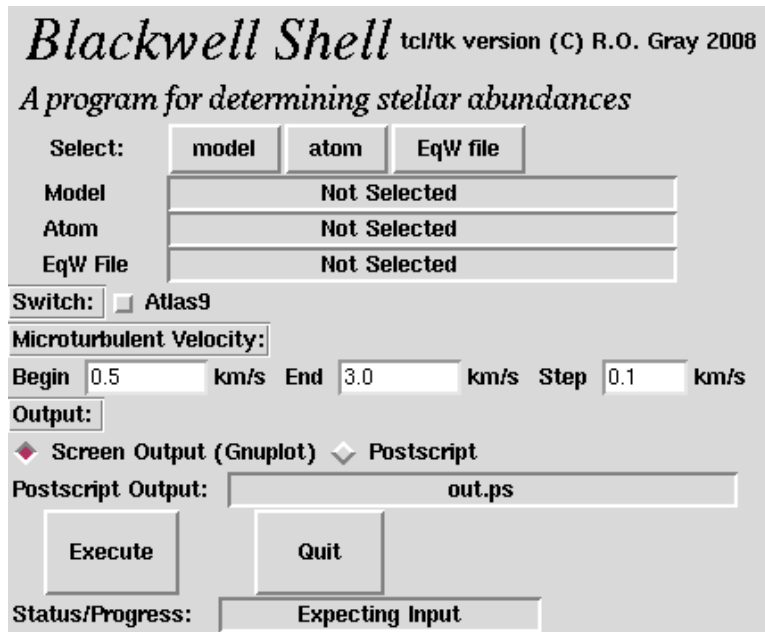 Blackwell Shell tcl/tk version (C) R.O. Gray 2008
A program for determining stellar abundances
Select: model atom EqW file
Model Not Selected
Atom Not Selected
EqW File Not Selected
Switch: Atlas9
Microturbulent Velocity:
Begin 0.5 km/s End 3.0 km/s Step 0.1 km/s
Output:
Screen Output (Gnuplot) Postscript
Postscript Output: out.ps
Execute Quit
Status/Progress: Expecting Input